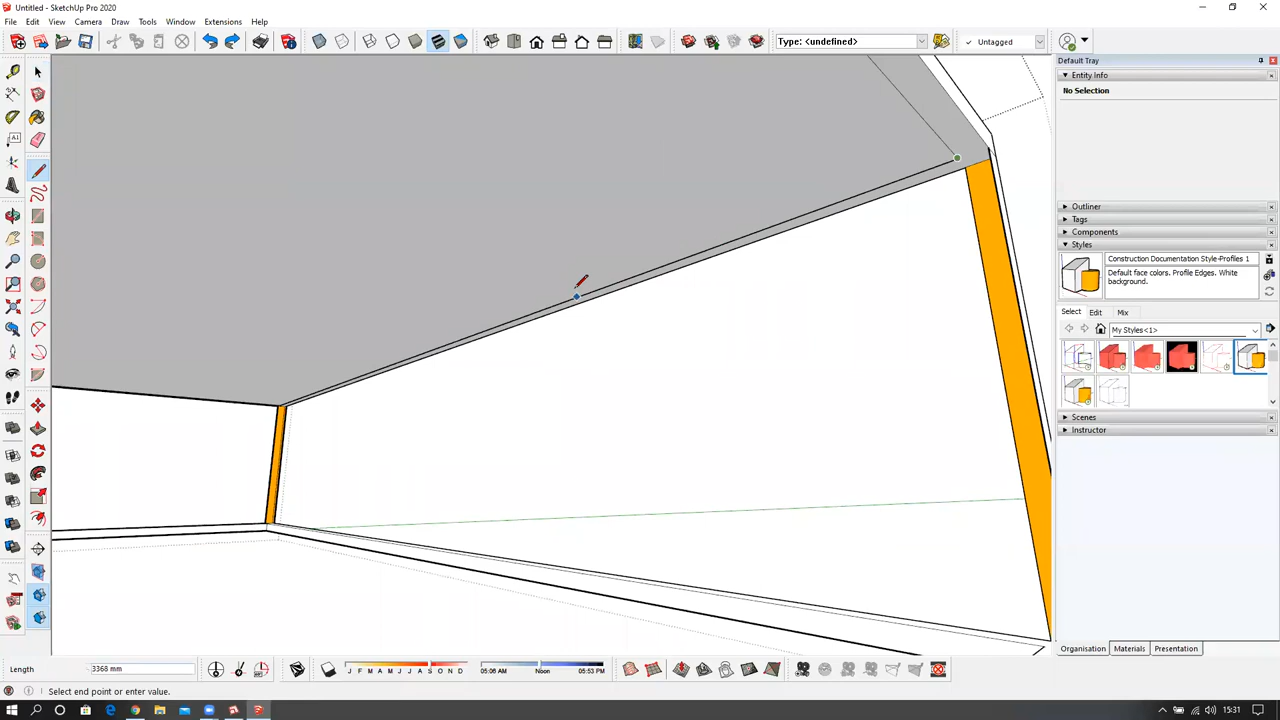 Untitled - SketchUp Pro 2020
File Edit View Camera Draw Tools Window Extensions Help
Type: <undefined>
Untagged
Default Tray
Entity Info
No Selection
A1
Outliner
Tags
Components
Styles
Construction Documentation Style-Profiles 1
Default face colors. Profile Edges. White background.
Select Edit Mix
My Styles<1>
Scenes
Instructor
Organisation Materials Presentation
Length 3368 mm
J F M A M J J A S O N D
05:06 AM Noon 05:53 PM
Select end point or enter value.
15:31